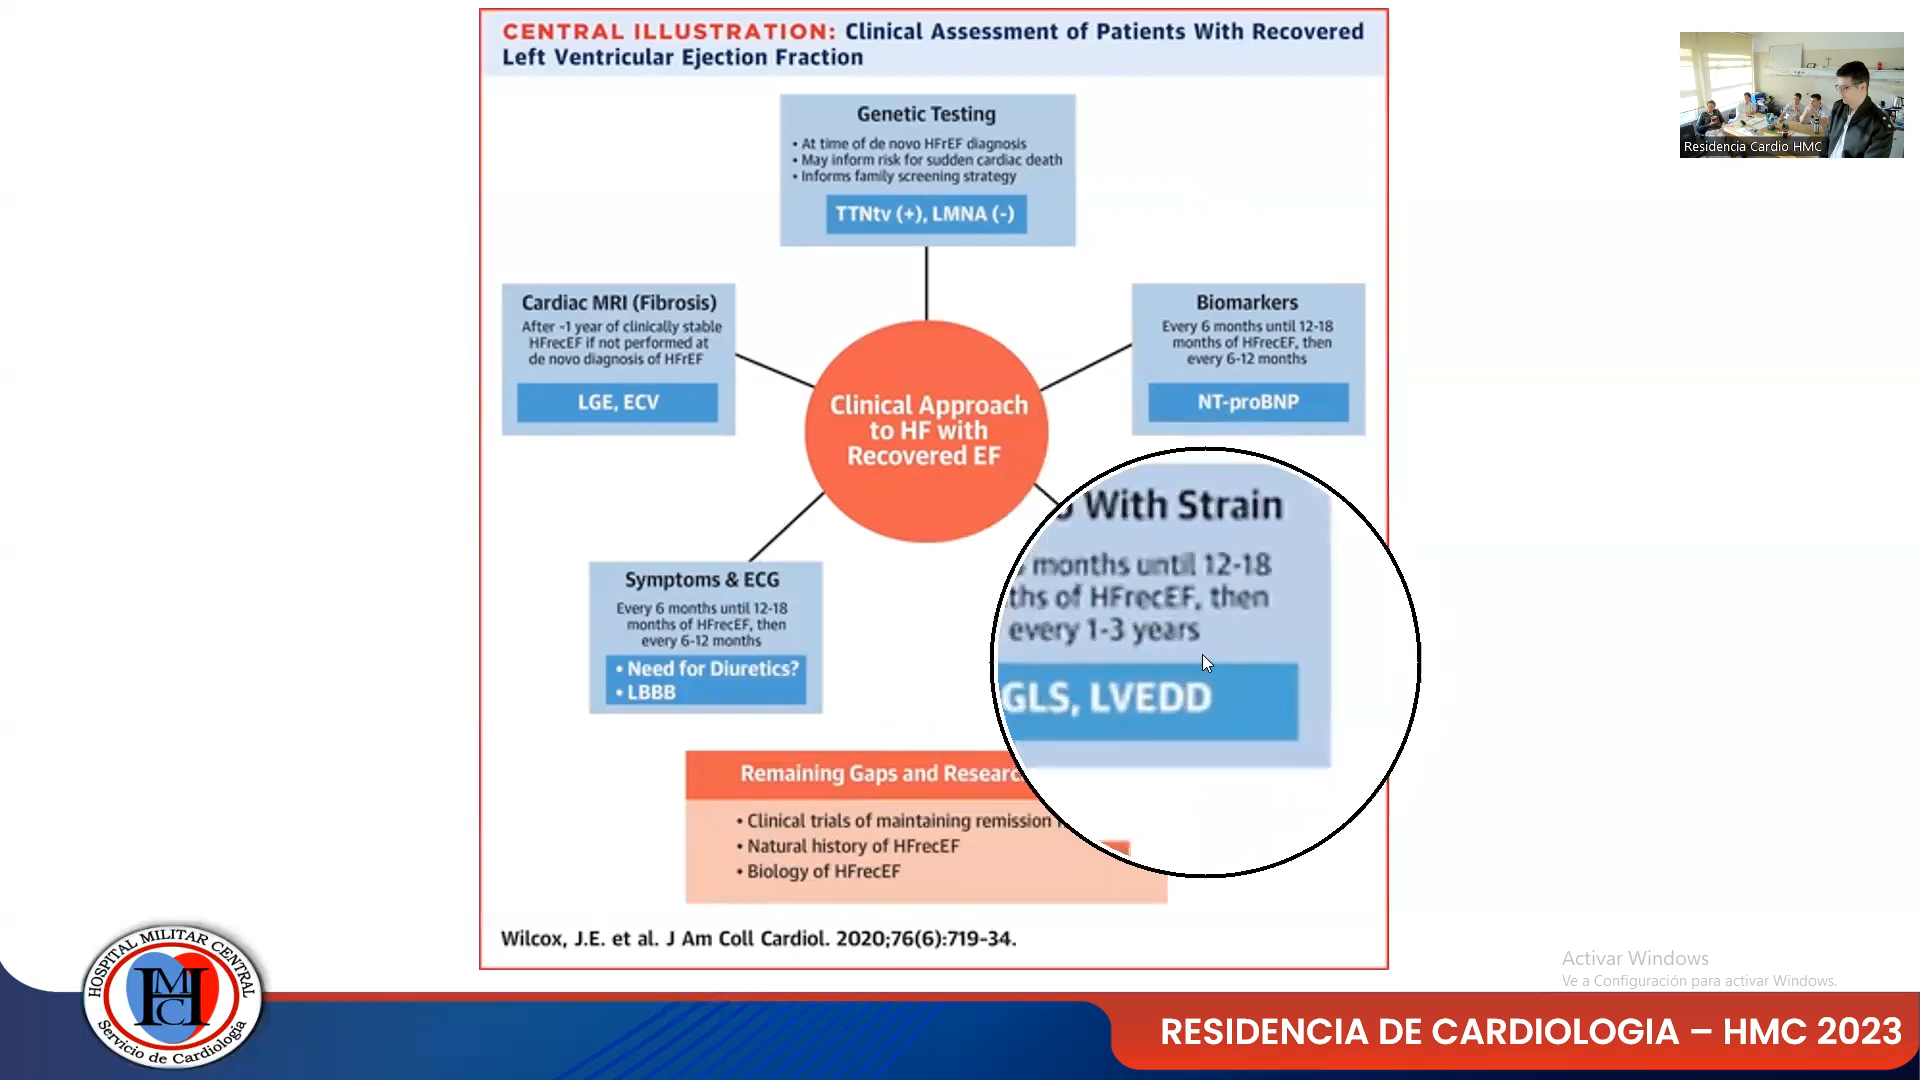 CENTRAL ILLUSTRATION: Clinical Assessment of Patients With Recovered
Left Ventricular Ejection Fraction
Residencia Cardio HMC
Genetic Testing
• At time of de novo HFrEF diagnosis
• May inform risk for sudden cardiac death
• Informs family screening strategy
TTNtv (+), LMNA (-)
Cardiac MRI (Fibrosis)
After ~1 year of clinically stable
HFrecEF if not performed at
de novo diagnosis of HFrEF
LGE, ECV
Biomarkers
Every 6 months until 12-18
months of HFrecEF, then
every 6-12 months
NT-proBNP
Clinical Approach
to HF with
Recovered EF
With Strain
months until 12-18
ths of HFrecEF, then
every 1-3 years
GLS, LVEDD
Symptoms & ECG
Every 6 months until 12-18
months of HFrecEF, then
every 6-12 months
• Need for Diuretics?
• LBBB
Remaining Gaps and Researc
• Clinical trials of maintaining remission
• Natural history of HFrecEF
• Biology of HFrecEF
Wilcox, J.E. et al. J Am Coll Cardiol. 2020;76(6):719-34.
HOSPITAL MILITAR CENTRAL
HMC
Servicio de Cardiología
Activar Windows
Ve a Configuración para activar Windows.
RESIDENCIA DE CARDIOLOGIA – HMC 2023